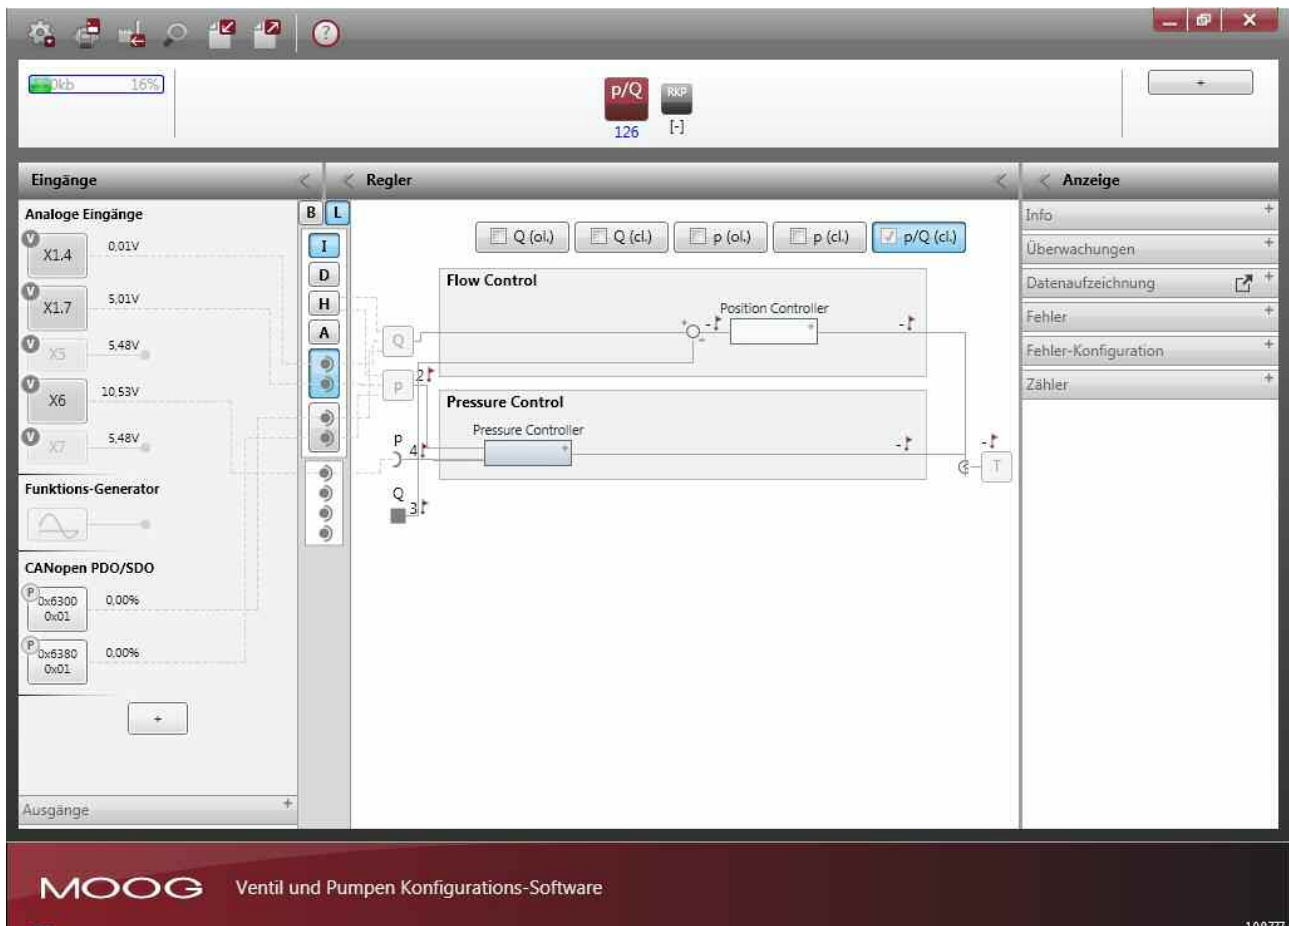 ?
0kb 16%
p/Q
RKP
126
[-]
+
Eingänge
Regler
Anzeige
Analoge Eingänge
B L
V
X1.4
0,01V
V
X1.7
5,01V
V
X5
5,48V
V
X6
10,53V
V
X7
5,48V
Funktions-Generator
CANopen PDO/SDO
P
0x6300
0x01
0,00%
P
0x6380
0x01
0,00%
+
Ausgänge +
I
D
H
A
Q (ol.) Q (cl.) p (ol.) p (cl.) p/Q (cl.)
Flow Control
Position Controller
+
Q
+
-
-
-
p
2
Pressure Control
Pressure Controller
+
p
4
-
-
T
Q
3
Info +
Überwachungen +
Datenaufzeichnung +
Fehler +
Fehler-Konfiguration +
Zähler +
MOOG Ventil und Pumpen Konfigurations-Software